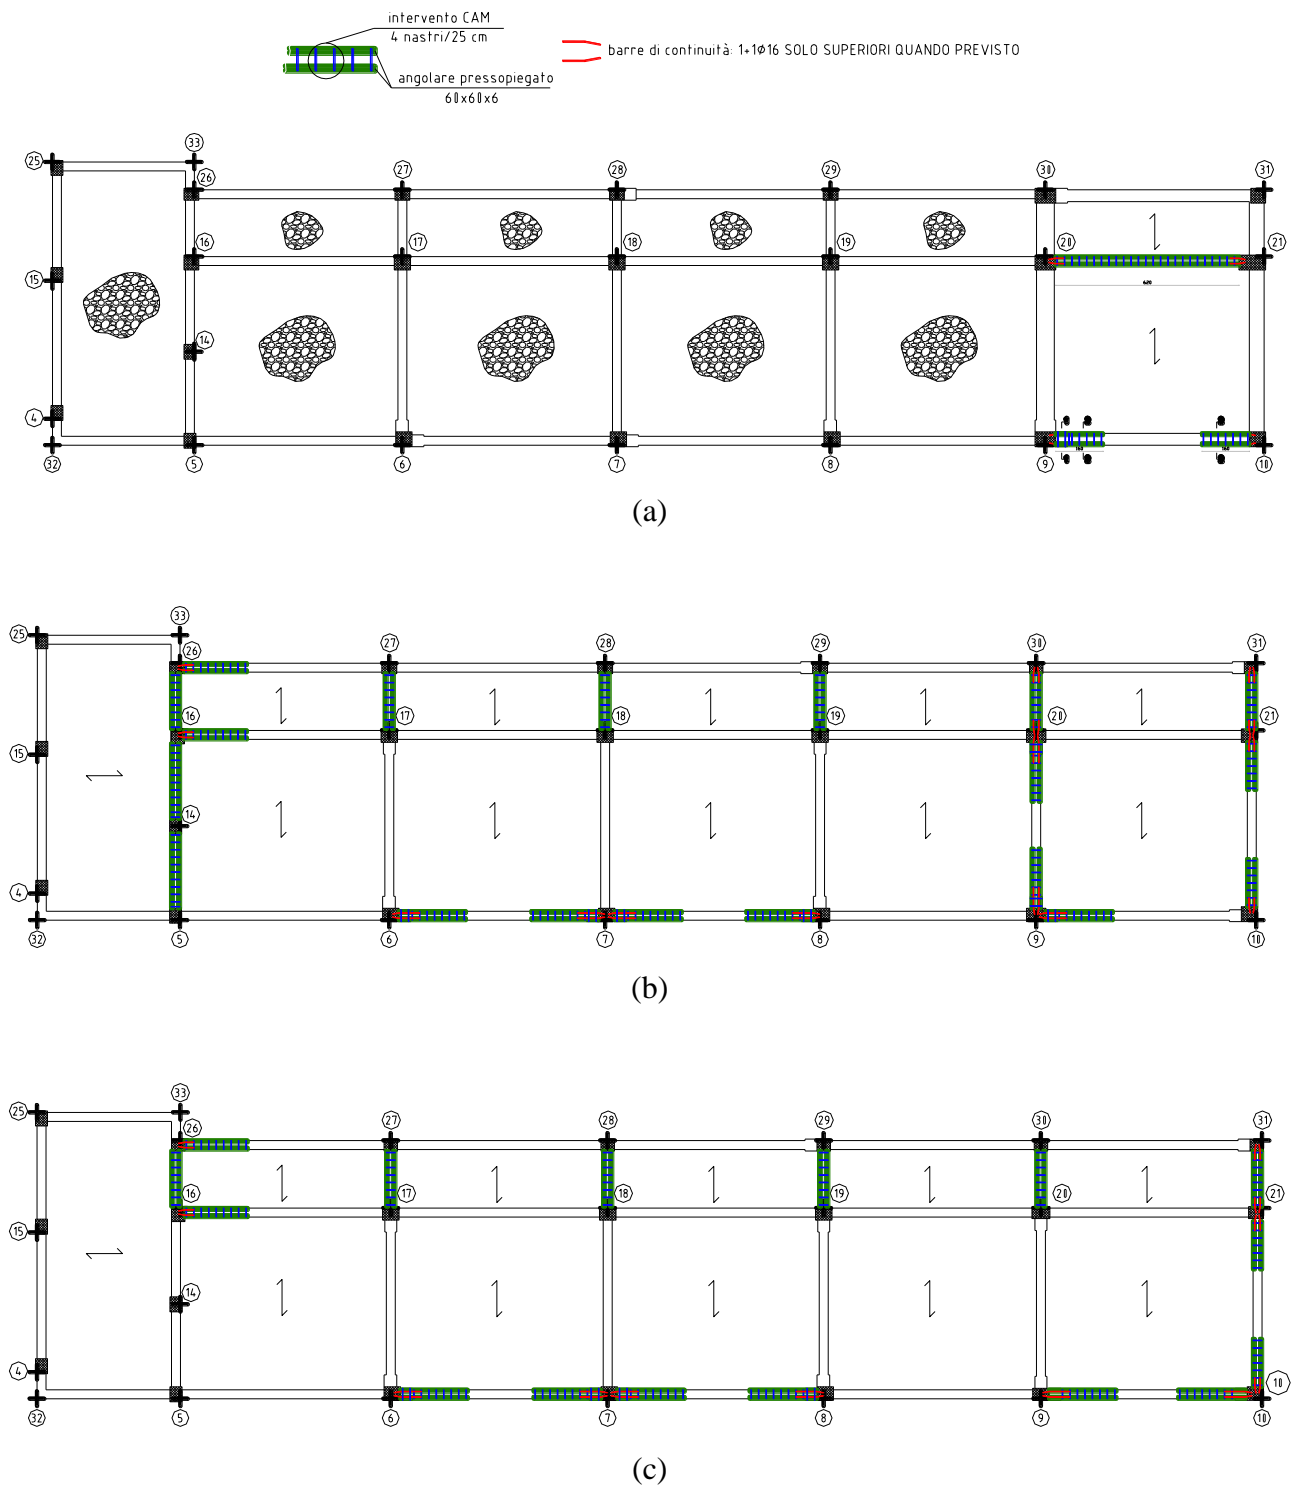 intervento CAM
4 nastri/25 cm
barre di continuità: 1+1ø16 SOLO SUPERIORI QUANDO PREVISTO
angolare pressopiegato
60x60x6
33
25 26 27 28 29 30 31
16 17 18 19 20 21
15
620
14
4
32 5 6 7 8 9 10
160 160
(a)
33
25 26 27 28 29 30 31
16 17 18 19 20 21
15
14
4
32 5 6 7 8 9 10
(b)
33
25 26 27 28 29 30 31
16 17 18 19 20 21
15
14
4 10
32 5 6 7 8 9 10
(c)